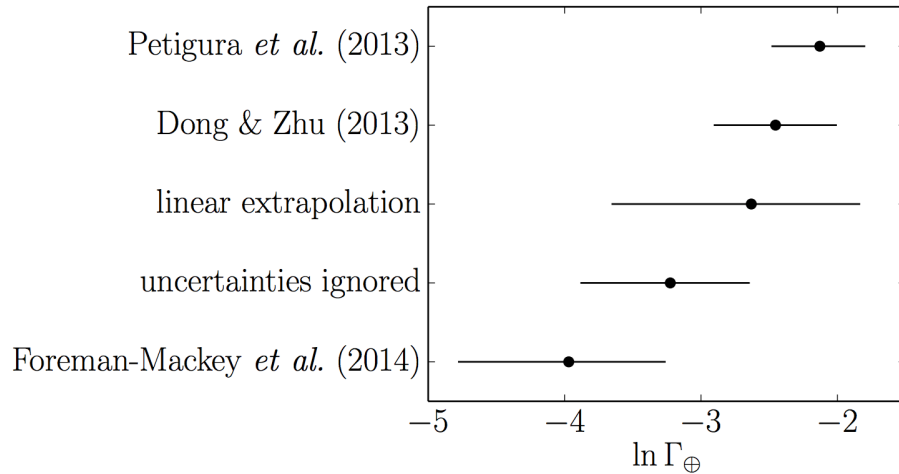 Petigura et al. (2013)
Dong & Zhu (2013)
linear extrapolation
uncertainties ignored
Foreman-Mackey et al. (2014)
−5 −4 −3 −2
ln Γ⊕